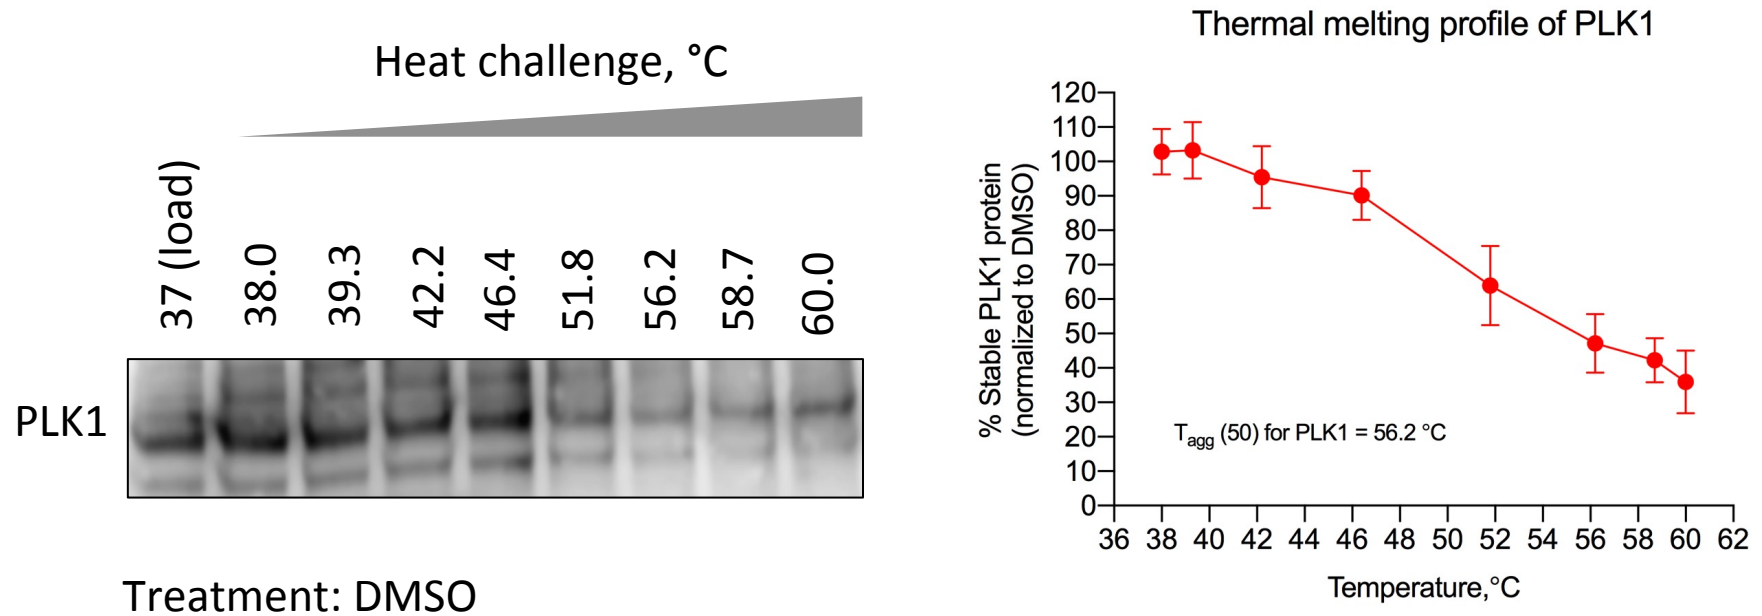 Heat challenge, °C
37 (load)
38.0
39.3
42.2
46.4
51.8
56.2
58.7
60.0
PLK1
Treatment: DMSO
Thermal melting profile of PLK1
% Stable PLK1 protein
(normalized to DMSO)
120
110
100
90
80
70
60
50
40
30
20
10
0
Tagg (50) for PLK1 = 56.2 °C
36 38 40 42 44 46 48 50 52 54 56 58 60 62
Temperature,°C